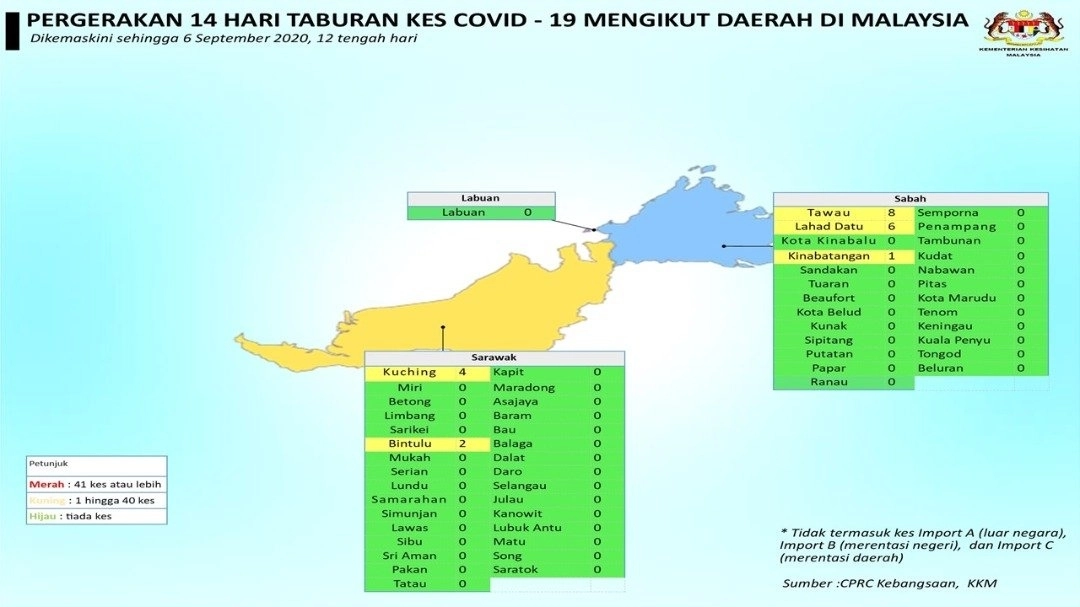 PERGERAKAN 14 HARI TABURAN KES COVID - 19 MENGIKUT DAERAH DI MALAYSIA
Dikemaskini sehingga 6 September 2020, 12 tengah hari
KEMENTERIAN KESIHATAN
MALAYSIA
Labuan
Labuan 0
Sabah
Tawau 8 Semporna 0
Lahad Datu 6 Penampang 0
Kota Kinabalu 0 Tambunan 0
Kinabatangan 1 Kudat 0
Sandakan 0 Nabawan 0
Tuaran 0 Pitas 0
Beaufort 0 Kota Marudu 0
Kota Belud 0 Tenom 0
Kunak 0 Keningau 0
Sipitang 0 Kuala Penyu 0
Putatan 0 Tongod 0
Papar 0 Beluran 0
Ranau 0
Sarawak
Kuching 4 Kapit 0
Miri 0 Maradong 0
Betong 0 Asajaya 0
Limbang 0 Baram 0
Sarikei 0 Bau 0
Bintulu 2 Balaga 0
Mukah 0 Dalat 0
Serian 0 Daro 0
Lundu 0 Selangau 0
Samarahan 0 Julau 0
Simunjan 0 Kanowit 0
Lawas 0 Lubuk Antu 0
Sibu 0 Matu 0
Sri Aman 0 Song 0
Pakan 0 Saratok 0
Tatau 0
Petunjuk
Merah : 41 kes atau lebih
Kuning : 1 hingga 40 kes
Hijau : tiada kes
* Tidak termasuk kes Import A (luar negara),
Import B (merentasi negeri), dan Import C
(merentasi daerah)
Sumber :CPRC Kebangsaan, KKM